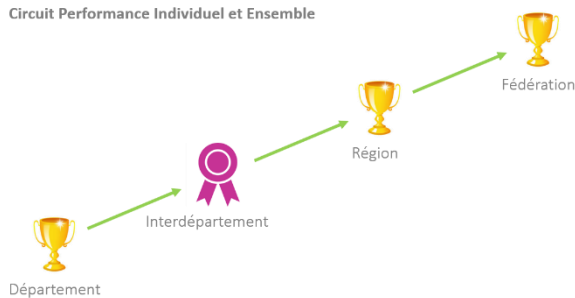 Circuit Performance Individuel et Ensemble
Fédération
Région
Interdépartement
Département